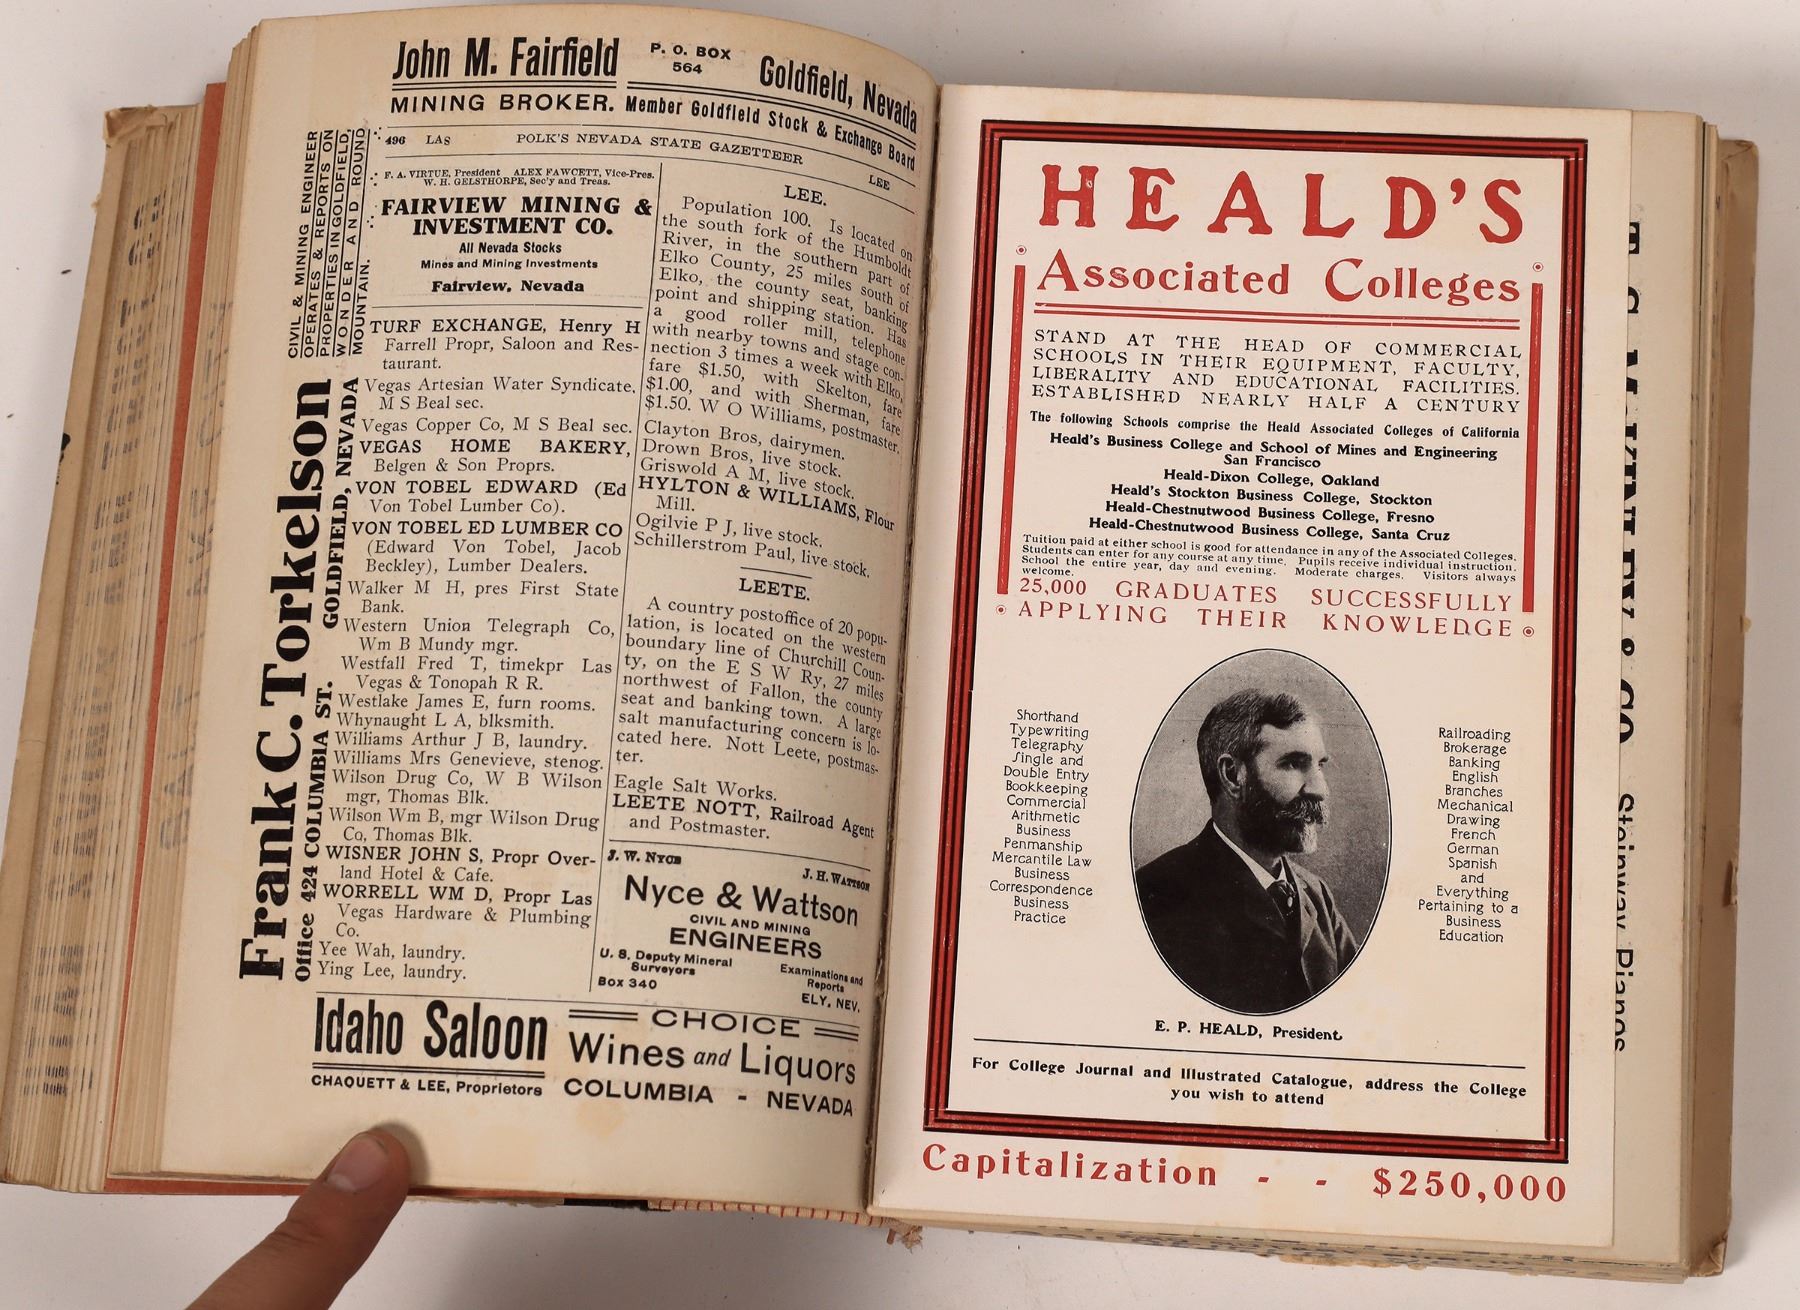 John M. Fairfield
P. O. BOX
564
Goldfield, Nevada
MINING BROKER. Member Goldfield Stock & Exchange Board
496 LAS
POLK'S NEVADA STATE GAZETTEER
LEE
CIVIL & MINING ENGINEER
OPERATES & REPORTS ON
PROPERTIES IN GOLDFIELD,
WONDER AND ROUND
MOUNTAIN.
Frank C. Torkelson
Office 424 COLUMBIA ST. GOLDFIELD, NEVADA
F. A. VIRTUE, President ALEX FAWCETT, Vice-Pres.
W. H. GELSTHORPE, Sec'y and Treas.
FAIRVIEW MINING &
INVESTMENT CO.
All Nevada Stocks
Mines and Mining Investments
Fairview, Nevada
TURF EXCHANGE, Henry H
Farrell Propr, Saloon and Res-
taurant.
Vegas Artesian Water Syndicate.
M S Beal sec.
Vegas Copper Co, M S Beal sec.
VEGAS HOME BAKERY,
Belgen & Son Proprs.
VON TOBEL EDWARD (Ed
Von Tobel Lumber Co).
VON TOBEL ED LUMBER CO
(Edward Von Tobel, Jacob
Beckley), Lumber Dealers.
Walker M H, pres First State
Bank.
Western Union Telegraph Co,
Wm B Mundy mgr.
Westfall Fred T, timekpr Las
Vegas & Tonopah R R.
Westlake James E, furn rooms.
Whynaught L A, blksmith.
Williams Arthur J B, laundry.
Williams Mrs Genevieve, stenog.
Wilson Drug Co, W B Wilson
mgr, Thomas Blk.
Wilson Wm B, mgr Wilson Drug
Co, Thomas Blk.
WISNER JOHN S, Propr Over-
land Hotel & Cafe.
WORRELL WM D, Propr Las
Vegas Hardware & Plumbing
Co.
Yee Wah, laundry.
Ying Lee, laundry.
LEE.
Population 100. Is located on
the south fork of the Humboldt
River, in the southern part of
Elko County, 25 miles south of
Elko, the county seat, banking
point and shipping station. Has
a good roller mill, telephone
with nearby towns and stage con-
nection 3 times a week with Elko,
fare $1.50, with Skelton, fare
$1.00, and with Sherman, fare
$1.50. W O Williams, postmaster.
Clayton Bros, dairymen.
Drown Bros, live stock.
Griswold A M, live stock.
HYLTON & WILLIAMS, Flour
Mill.
Ogilvie P J, live stock.
Schillerstrom Paul, live stock.
LEETE.
A country postoffice of 20 popu-
lation, is located on the western
boundary line of Churchill Coun-
ty, on the E S W Ry, 27 miles
northwest of Fallon, the county
seat and banking town. A large
salt manufacturing concern is lo-
cated here. Nott Leete, postmas-
ter.
Eagle Salt Works.
LEETE NOTT, Railroad Agent
and Postmaster.
J. W. NYCE
J. H. WATTSON
Nyce & Wattson
CIVIL AND MINING
ENGINEERS
U. S. Deputy Mineral
Surveyors
Box 340
Examinations and
Reports
ELY, NEV.
Idaho Saloon
CHAQUETT & LEE, Proprietors
CHOICE
Wines and Liquors
COLUMBIA - NEVADA
HEALD'S
Associated Colleges
STAND AT THE HEAD OF COMMERCIAL
SCHOOLS IN THEIR EQUIPMENT, FACULTY,
LIBERALITY AND EDUCATIONAL FACILITIES.
ESTABLISHED NEARLY HALF A CENTURY
The following Schools comprise the Heald Associated Colleges of California
Heald's Business College and School of Mines and Engineering
San Francisco
Heald-Dixon College, Oakland
Heald's Stockton Business College, Stockton
Heald-Chestnutwood Business College, Fresno
Heald-Chestnutwood Business College, Santa Cruz
Tuition paid at either school is good for attendance in any of the Associated Colleges.
Students can enter for any course at any time. Pupils receive individual instruction.
School the entire year, day and evening. Moderate charges. Visitors always
welcome.
25,000 GRADUATES SUCCESSFULLY
APPLYING THEIR KNOWLEDGE
Shorthand
Typewriting
Telegraphy
Single and
Double Entry
Bookkeeping
Commercial
Arithmetic
Business
Penmanship
Mercantile Law
Business
Correspondence
Business
Practice
Railroading
Brokerage
Banking
English
Branches
Mechanical
Drawing
French
German
Spanish
and
Everything
Pertaining to a
Business
Education
E. P. HEALD, President.
For College Journal and Illustrated Catalogue, address the College
you wish to attend
Capitalization - - $250,000
& CO.
Steinway Pianos